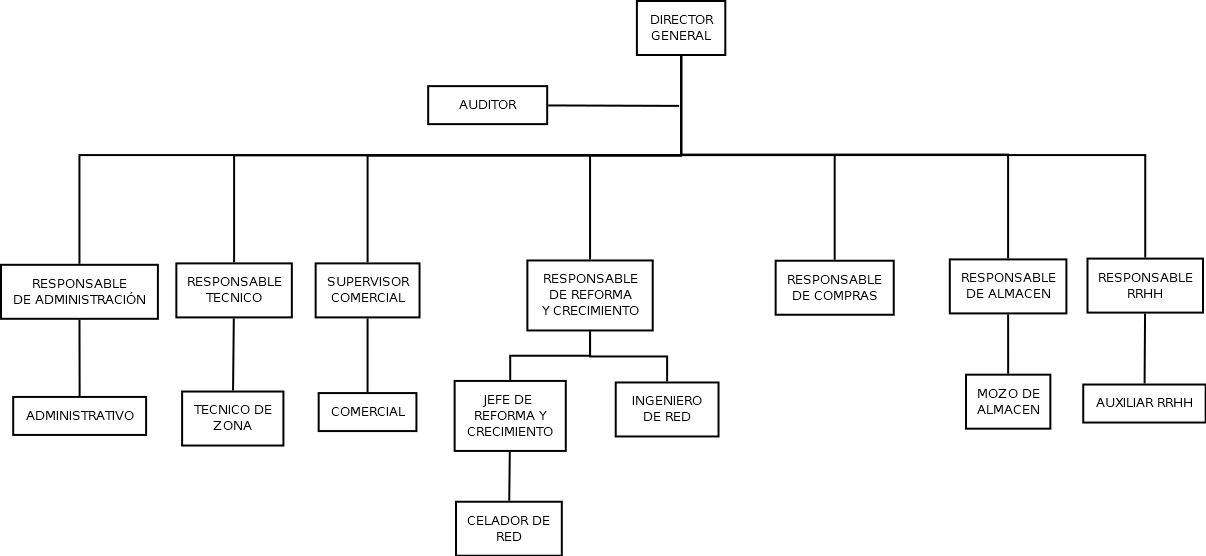 DIRECTOR
GENERAL
AUDITOR
RESPONSABLE
DE ADMINISTRACIÓN
RESPONSABLE
TECNICO
SUPERVISOR
COMERCIAL
RESPONSABLE
DE REFORMA
Y CRECIMIENTO
RESPONSABLE
DE COMPRAS
RESPONSABLE
DE ALMACEN
RESPONSABLE
RRHH
ADMINISTRATIVO
TECNICO DE
ZONA
COMERCIAL
JEFE DE
REFORMA Y
CRECIMIENTO
INGENIERO
DE RED
MOZO DE
ALMACEN
AUXILIAR RRHH
CELADOR DE
RED